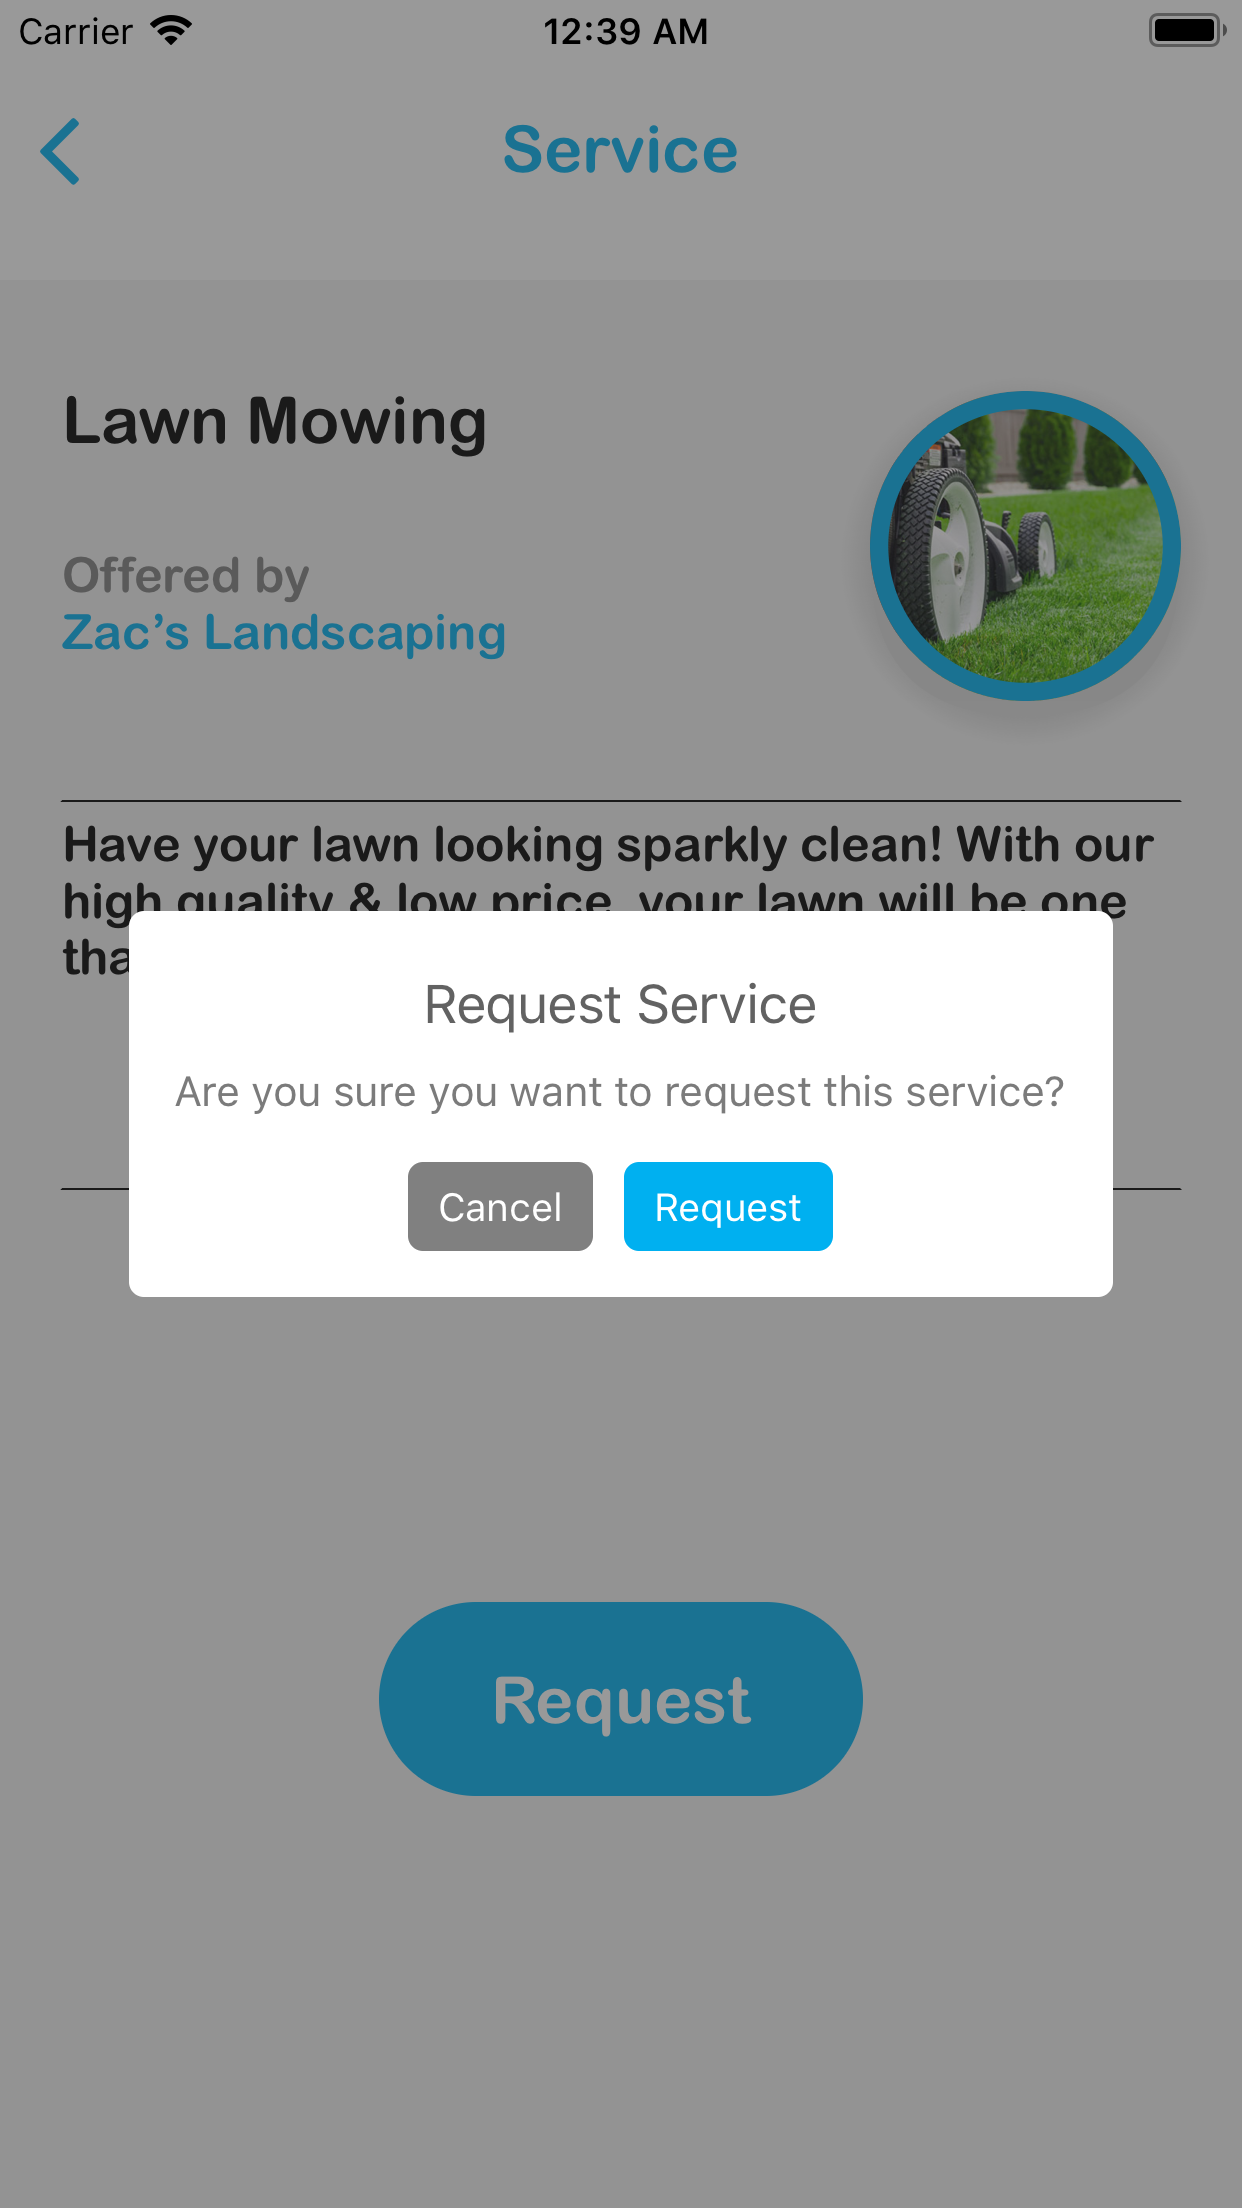 Carrier 12:39 AM
Service
Lawn Mowing
Offered by
Zac's Landscaping
Have your lawn looking sparkly clean! With our
high quality & low price, your lawn will be one
Request Service
Are you sure you want to request this service?
Cancel Request
Request